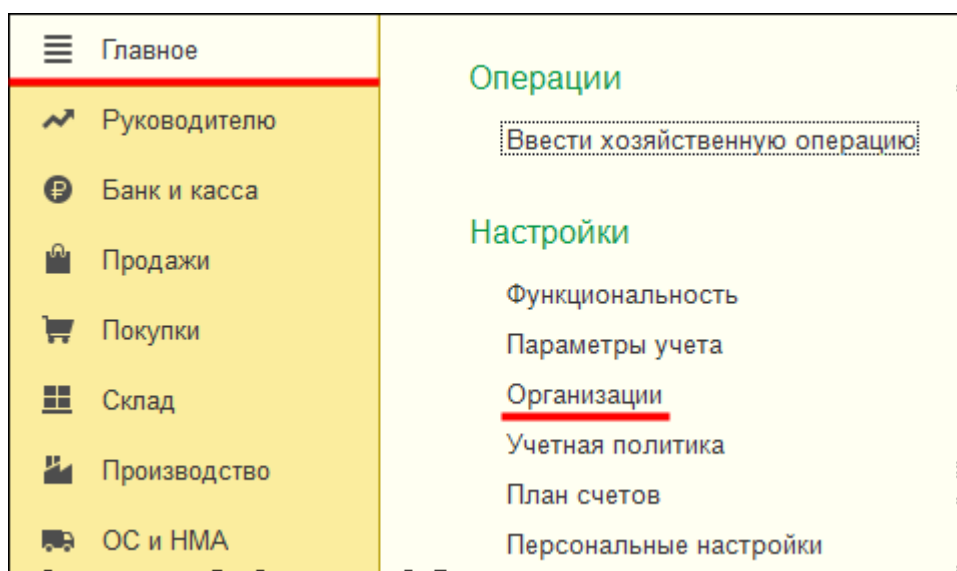 Главное
Руководителю
Банк и касса
Продажи
Покупки
Склад
Производство
ОС и НМА
Операции
Ввести хозяйственную операцию
Настройки
Функциональность
Параметры учета
Организации
Учетная политика
План счетов
Персональные настройки